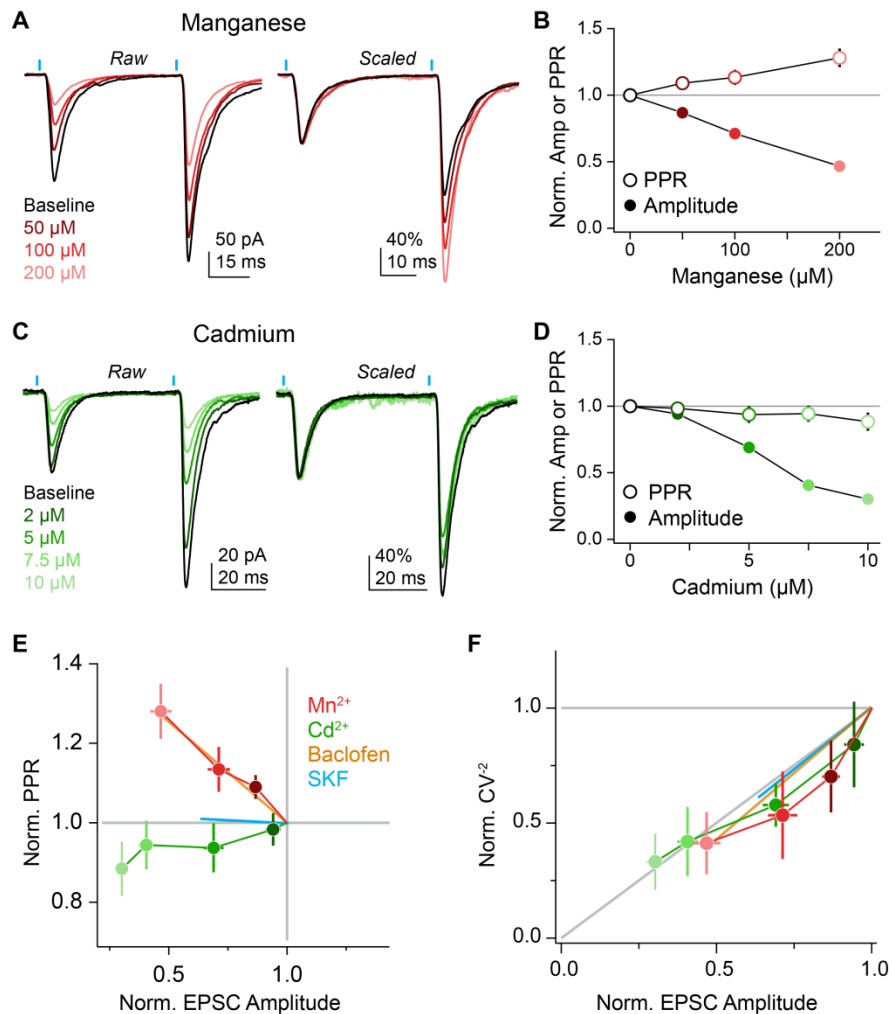 A
Manganese
Raw
Scaled
Baseline
50 µM
100 µM
200 µM
50 pA
15 ms
40%
10 ms
B
Norm. Amp or PPR
1.5
1.0
0.5
0.0
PPR
Amplitude
0
100
200
Manganese (µM)
C
Cadmium
Raw
Scaled
Baseline
2 µM
5 µM
7.5 µM
10 µM
20 pA
20 ms
40%
20 ms
D
Norm. Amp or PPR
1.5
1.0
0.5
0.0
PPR
Amplitude
0
5
10
Cadmium (µM)
E
Norm. PPR
1.4
1.2
1.0
0.8
Mn²⁺
Cd²⁺
Baclofen
SKF
0.5
1.0
Norm. EPSC Amplitude
F
Norm. CV⁻²
1.0
0.5
0.0
0.0
0.5
1.0
Norm. EPSC Amplitude